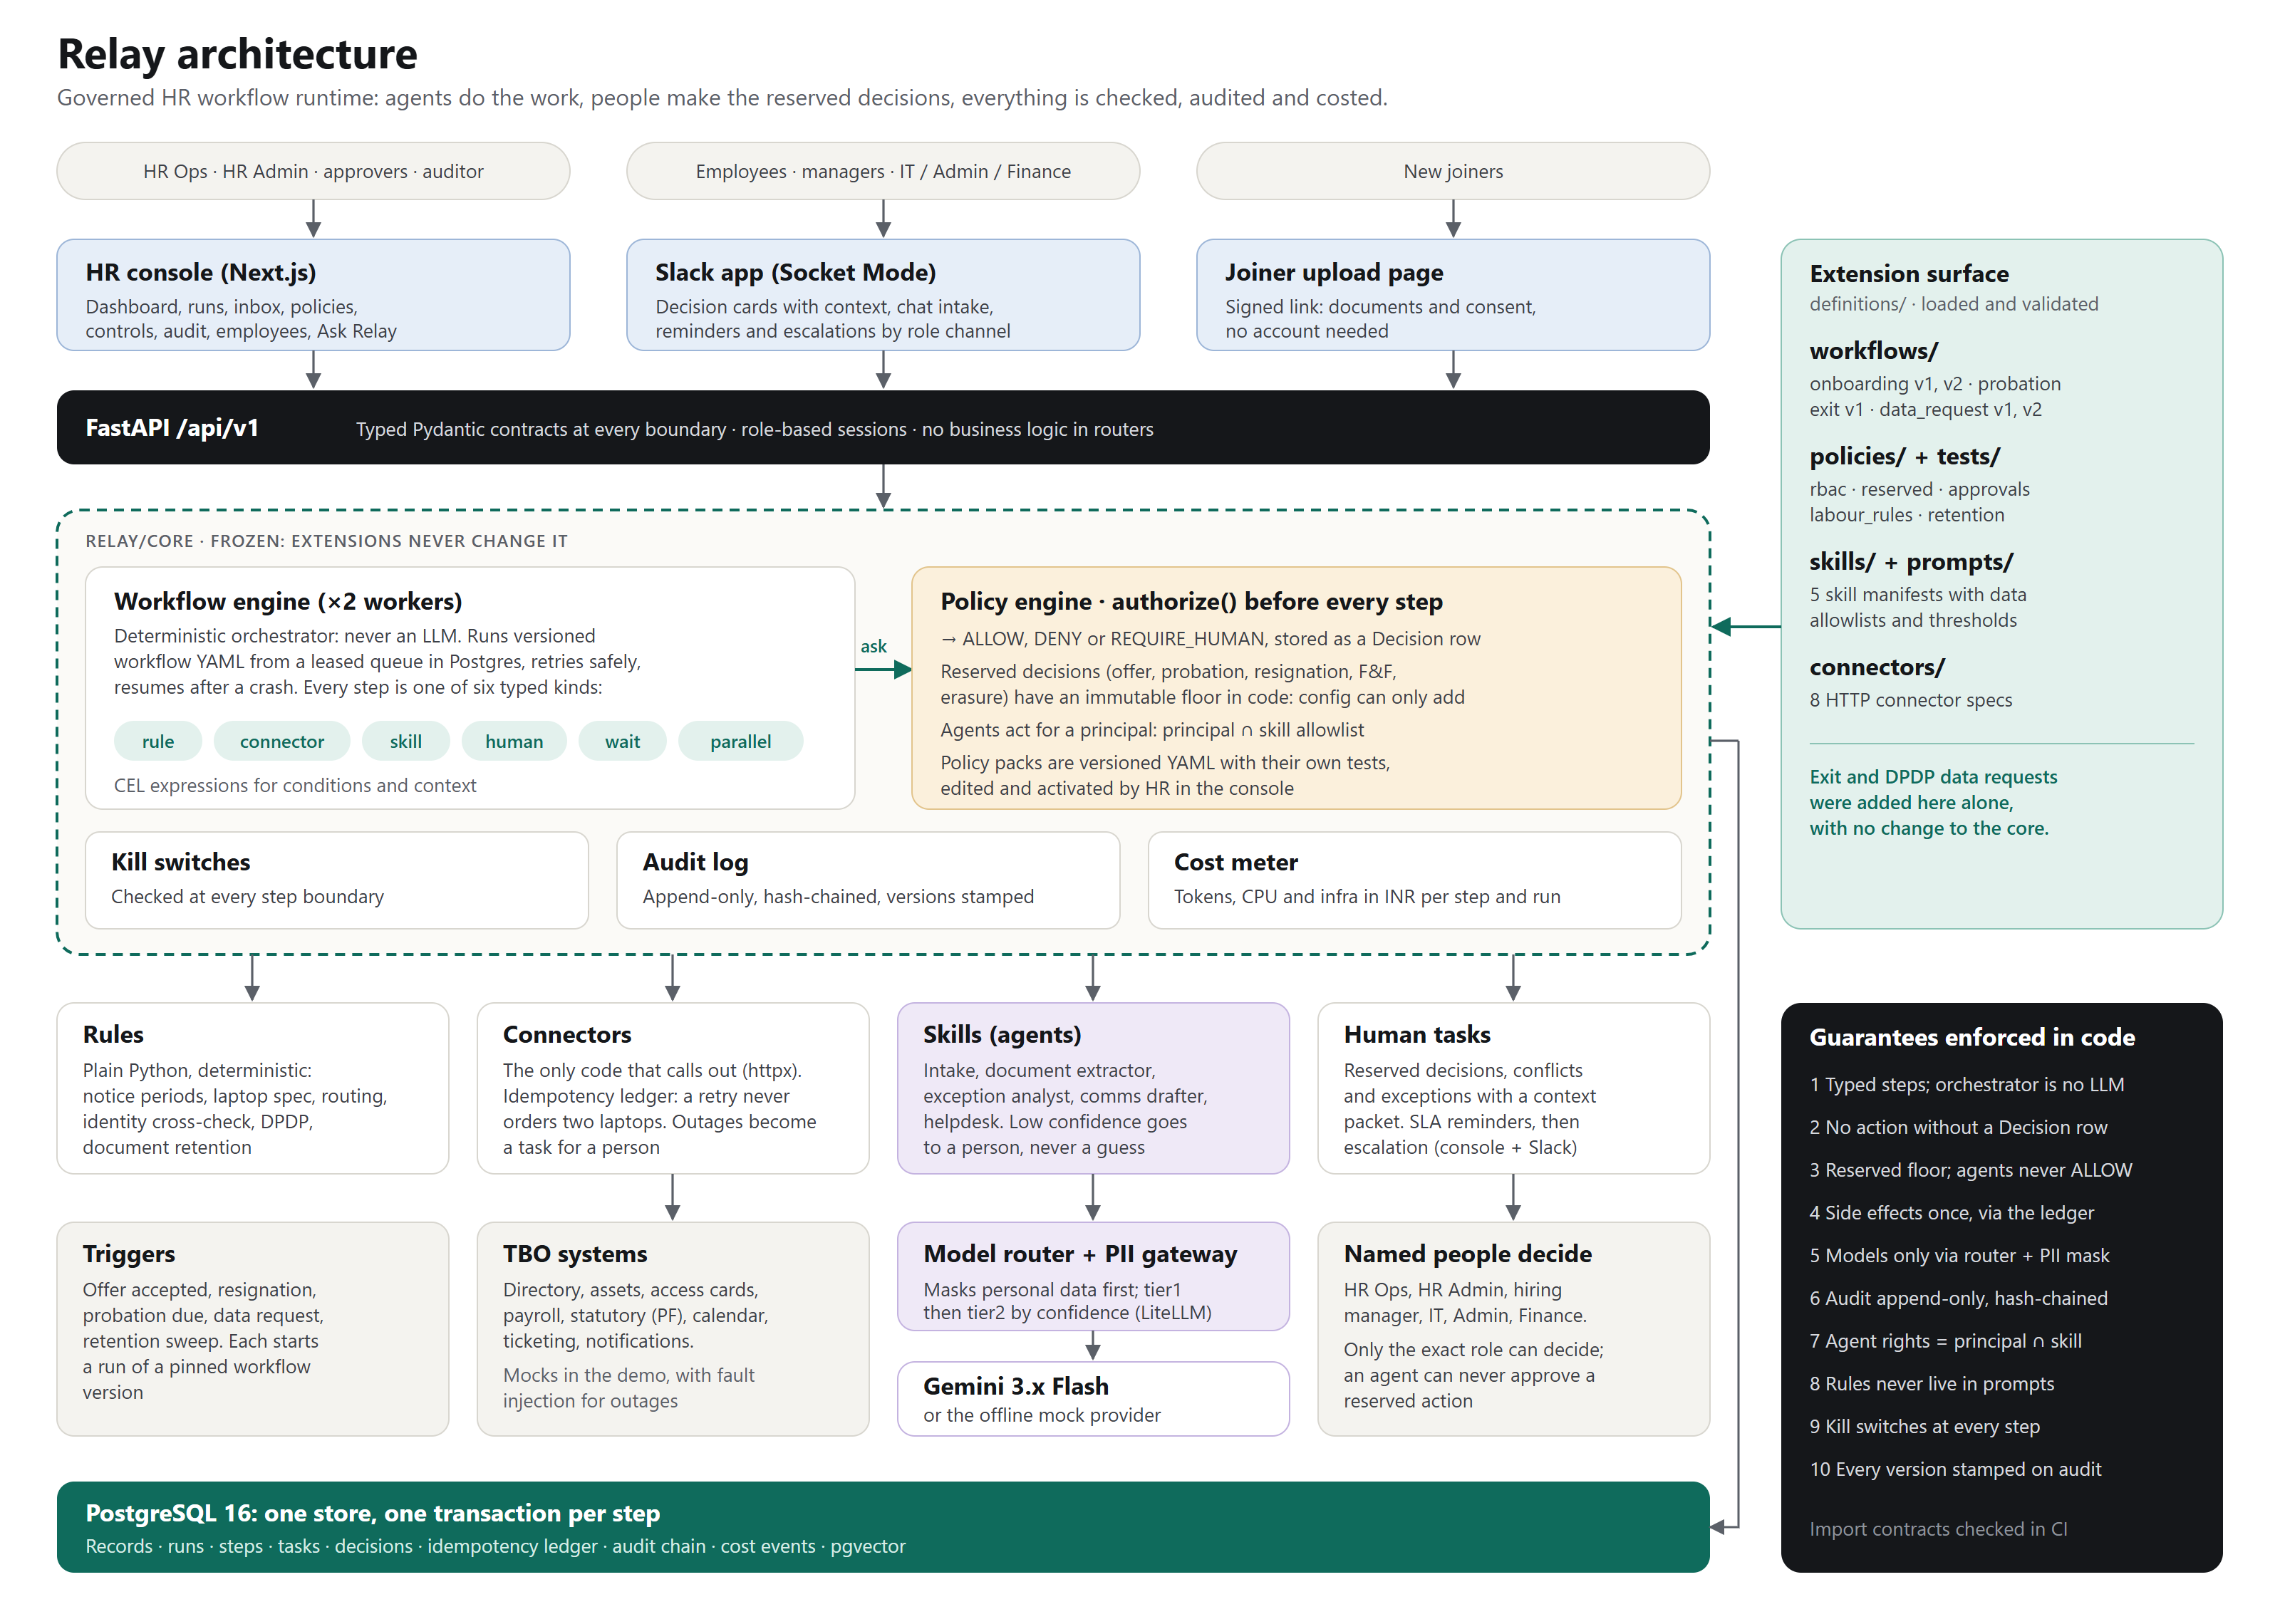 Relay architecture
Governed HR workflow runtime: agents do the work, people make the reserved decisions, everything is checked, audited and costed.
HR Ops · HR Admin · approvers · auditor
Employees · managers · IT / Admin / Finance
New joiners
HR console (Next.js)
Dashboard, runs, inbox, policies,
controls, audit, employees, Ask Relay
Slack app (Socket Mode)
Decision cards with context, chat intake,
reminders and escalations by role channel
Joiner upload page
Signed link: documents and consent,
no account needed
FastAPI /api/v1
Typed Pydantic contracts at every boundary · role-based sessions · no business logic in routers
RELAY/CORE · FROZEN: EXTENSIONS NEVER CHANGE IT
Workflow engine (×2 workers)
Deterministic orchestrator: never an LLM. Runs versioned
workflow YAML from a leased queue in Postgres, retries safely,
resumes after a crash. Every step is one of six typed kinds:
rule
connector
skill
human
wait
parallel
CEL expressions for conditions and context
ask
Policy engine · authorize() before every step
→ ALLOW, DENY or REQUIRE_HUMAN, stored as a Decision row
Reserved decisions (offer, probation, resignation, F&F,
erasure) have an immutable floor in code: config can only add
Agents act for a principal: principal ∩ skill allowlist
Policy packs are versioned YAML with their own tests,
edited and activated by HR in the console
Kill switches
Checked at every step boundary
Audit log
Append-only, hash-chained, versions stamped
Cost meter
Tokens, CPU and infra in INR per step and run
Extension surface
definitions/ · loaded and validated
workflows/
onboarding v1, v2 · probation
exit v1 · data_request v1, v2
policies/ + tests/
rbac · reserved · approvals
labour_rules · retention
skills/ + prompts/
5 skill manifests with data
allowlists and thresholds
connectors/
8 HTTP connector specs
Exit and DPDP data requests
were added here alone,
with no change to the core.
Rules
Plain Python, deterministic:
notice periods, laptop spec, routing,
identity cross-check, DPDP,
document retention
Connectors
The only code that calls out (httpx).
Idempotency ledger: a retry never
orders two laptops. Outages become
a task for a person
Skills (agents)
Intake, document extractor,
exception analyst, comms drafter,
helpdesk. Low confidence goes
to a person, never a guess
Human tasks
Reserved decisions, conflicts
and exceptions with a context
packet. SLA reminders, then
escalation (console + Slack)
Triggers
Offer accepted, resignation,
probation due, data request,
retention sweep. Each starts
a run of a pinned workflow
version
TBO systems
Directory, assets, access cards,
payroll, statutory (PF), calendar,
ticketing, notifications.
Mocks in the demo, with fault
injection for outages
Model router + PII gateway
Masks personal data first; tier1
then tier2 by confidence (LiteLLM)
Gemini 3.x Flash
or the offline mock provider
Named people decide
HR Ops, HR Admin, hiring
manager, IT, Admin, Finance.
Only the exact role can decide;
an agent can never approve a
reserved action
Guarantees enforced in code
1 Typed steps; orchestrator is no LLM
2 No action without a Decision row
3 Reserved floor; agents never ALLOW
4 Side effects once, via the ledger
5 Models only via router + PII mask
6 Audit append-only, hash-chained
7 Agent rights = principal ∩ skill
8 Rules never live in prompts
9 Kill switches at every step
10 Every version stamped on audit
Import contracts checked in CI
PostgreSQL 16: one store, one transaction per step
Records · runs · steps · tasks · decisions · idempotency ledger · audit chain · cost events · pgvector